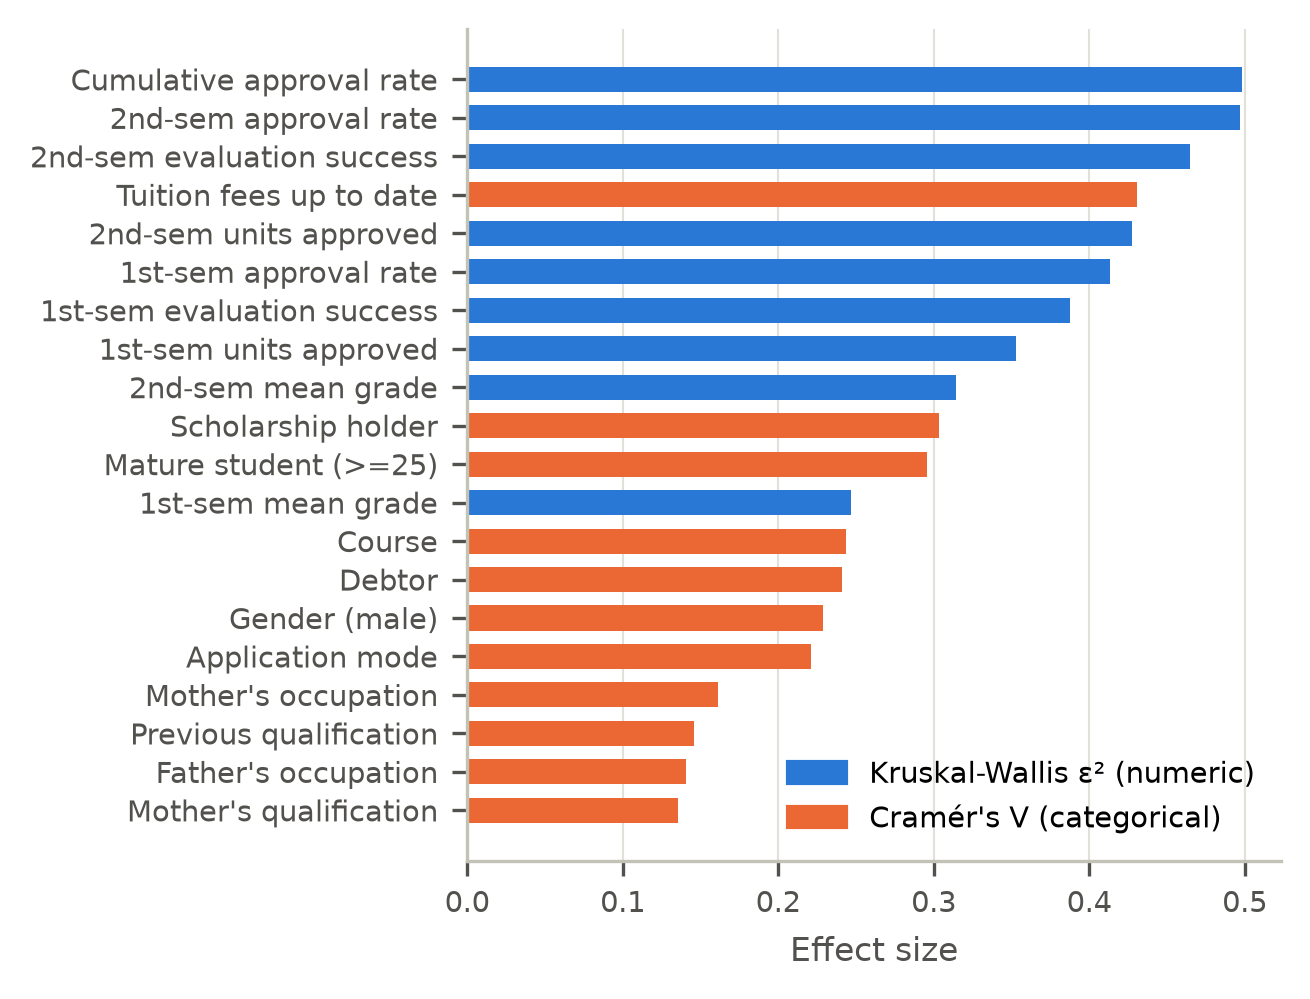 Cumulative approval rate
2nd-sem approval rate
2nd-sem evaluation success
Tuition fees up to date
2nd-sem units approved
1st-sem approval rate
1st-sem evaluation success
1st-sem units approved
2nd-sem mean grade
Scholarship holder
Mature student (>=25)
1st-sem mean grade
Course
Debtor
Gender (male)
Application mode
Mother's occupation
Previous qualification
Father's occupation
Mother's qualification
Kruskal-Wallis ε² (numeric)
Cramér's V (categorical)
0.0 0.1 0.2 0.3 0.4 0.5
Effect size